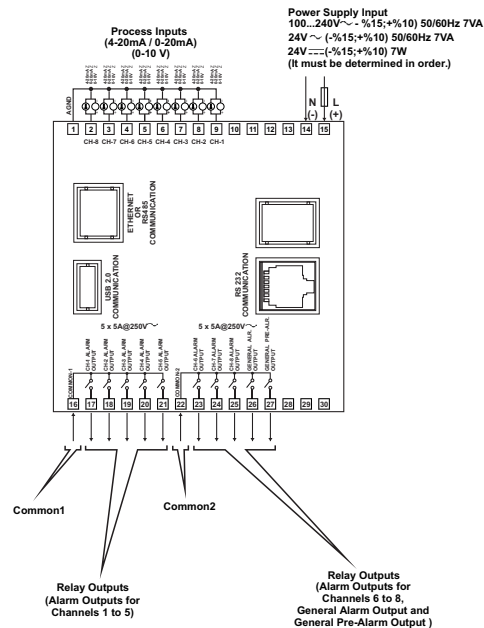 Power Supply Input
100...240V～ - %15;+%10) 50/60Hz 7VA
24V ～ (-%15;+%10) 50/60Hz 7VA
24V ⎓ (-%15;+%10) 7W
(It must be determined in order.)
Process Inputs
(4-20mA / 0-20mA)
(0-10 V)
AGND
N L
(-) (+)
1 2 3 4 5 6 7 8 9 10 11 12 13 14 15
CH-8 CH-7 CH-6 CH-5 CH-4 CH-3 CH-2 CH-1
ETHERNET
OR
RS485
COMMUNICATION
USB 2.0
COMMUNICATION
RS 232
COMMUNICATION
5 x 5A@250V～
5 x 5A@250V～
COMMON-1
CH-1 ALARM
OUTPUT
CH-2 ALARM
OUTPUT
CH-3 ALARM
OUTPUT
CH-4 ALARM
OUTPUT
CH-5 ALARM
OUTPUT
COMMON-2
CH-6 ALARM
OUTPUT
CH-7 ALARM
OUTPUT
CH-8 ALARM
OUTPUT
GENERAL ALR.
OUTPUT
GENERAL PRE-ALR.
OUTPUT
16 17 18 19 20 21 22 23 24 25 26 27 28 29 30
Common1
Common2
Relay Outputs
(Alarm Outputs for
Channels 1 to 5)
Relay Outputs
(Alarm Outputs for
Channels 6 to 8,
General Alarm Output and
General Pre-Alarm Output )